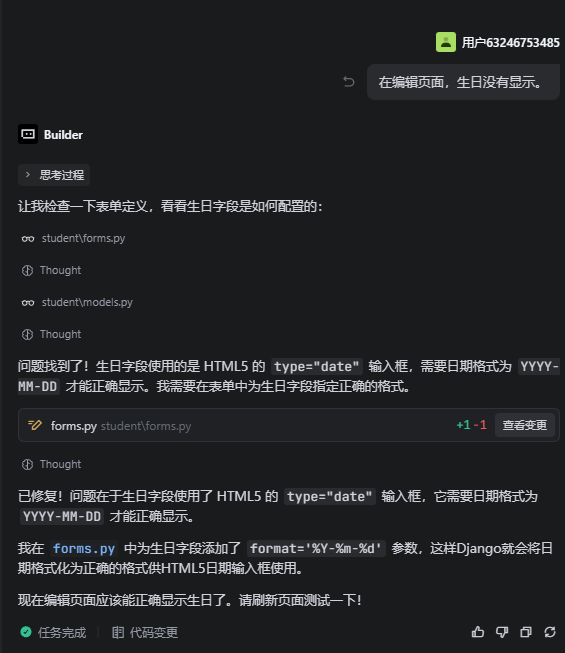 用户63246753485
在编辑页面，生日没有显示。
Builder
思考过程
让我检查一下表单定义，看看生日字段是如何配置的：
student\forms.py
Thought
student\models.py
Thought
问题找到了！生日字段使用的是 HTML5 的 type="date" 输入框，需要日期格式为 YYYY-
MM-DD 才能正确显示。我需要在表单中为生日字段指定正确的格式。
forms.py student\forms.py +1 -1 查看变更
Thought
已修复！问题在于生日字段使用了 HTML5 的 type="date" 输入框，它需要日期格式为
YYYY-MM-DD 才能正确显示。
我在 forms.py 中为生日字段添加了 format='%Y-%m-%d' 参数，这样Django就会将日
期格式化为正确的格式供HTML5日期输入框使用。
现在编辑页面应该能正确显示生日了。请刷新页面测试一下！
任务完成 代码变更